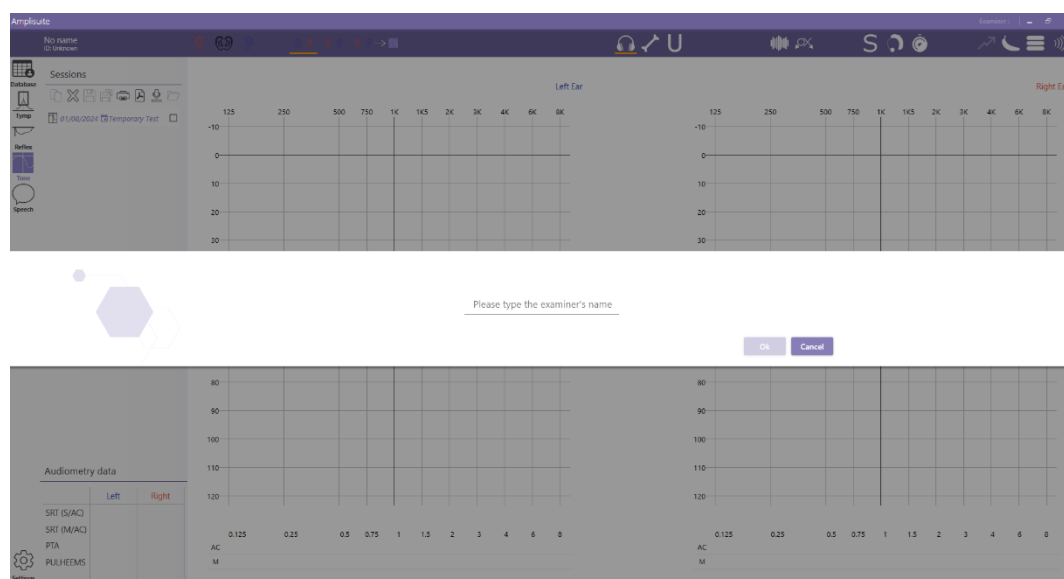 Amplisuite
Examiner :
No name
ID: Unknown
S
Database
Sessions
Tymp
01/08/2024 Temporary Test
Reflex
Tone
Speech
Left Ear
Right Ea
125 250 500 750 1K 1K5 2K 3K 4K 6K 8K
125 250 500 750 1K 1K5 2K 3K 4K 6K 8K
-10 -10
0 0
10 10
20 20
30 30
Please type the examiner's name
Ok Cancel
80 80
90 90
100 100
110 110
120 120
Audiometry data
Left Right
SRT (S/AC)
SRT (M/AC)
PTA
PULHEEMS
0.125 0.25 0.5 0.75 1 1.5 2 3 4 6 8
0.125 0.25 0.5 0.75 1 1.5 2 3 4 6 8
AC AC
M M
Settings